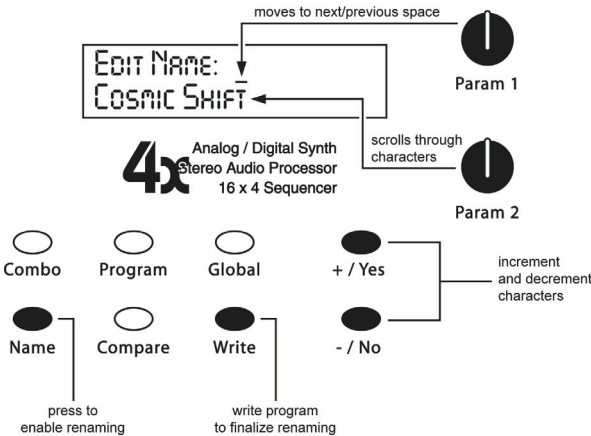 moves to next/previous space
Edit Name:
Cosmic Shift
Param 1
4x
Analog / Digital Synth
Stereo Audio Processor
16 x 4 Sequencer
scrolls through
characters
Param 2
Combo
Program
Global
+ / Yes
increment
and decrement
characters
Name
Compare
Write
- / No
press to
enable renaming
write program
to finalize renaming